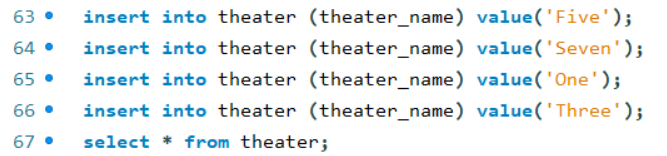 63 • insert into theater (theater_name) value('Five');
64 • insert into theater (theater_name) value('Seven');
65 • insert into theater (theater_name) value('One');
66 • insert into theater (theater_name) value('Three');
67 • select * from theater;